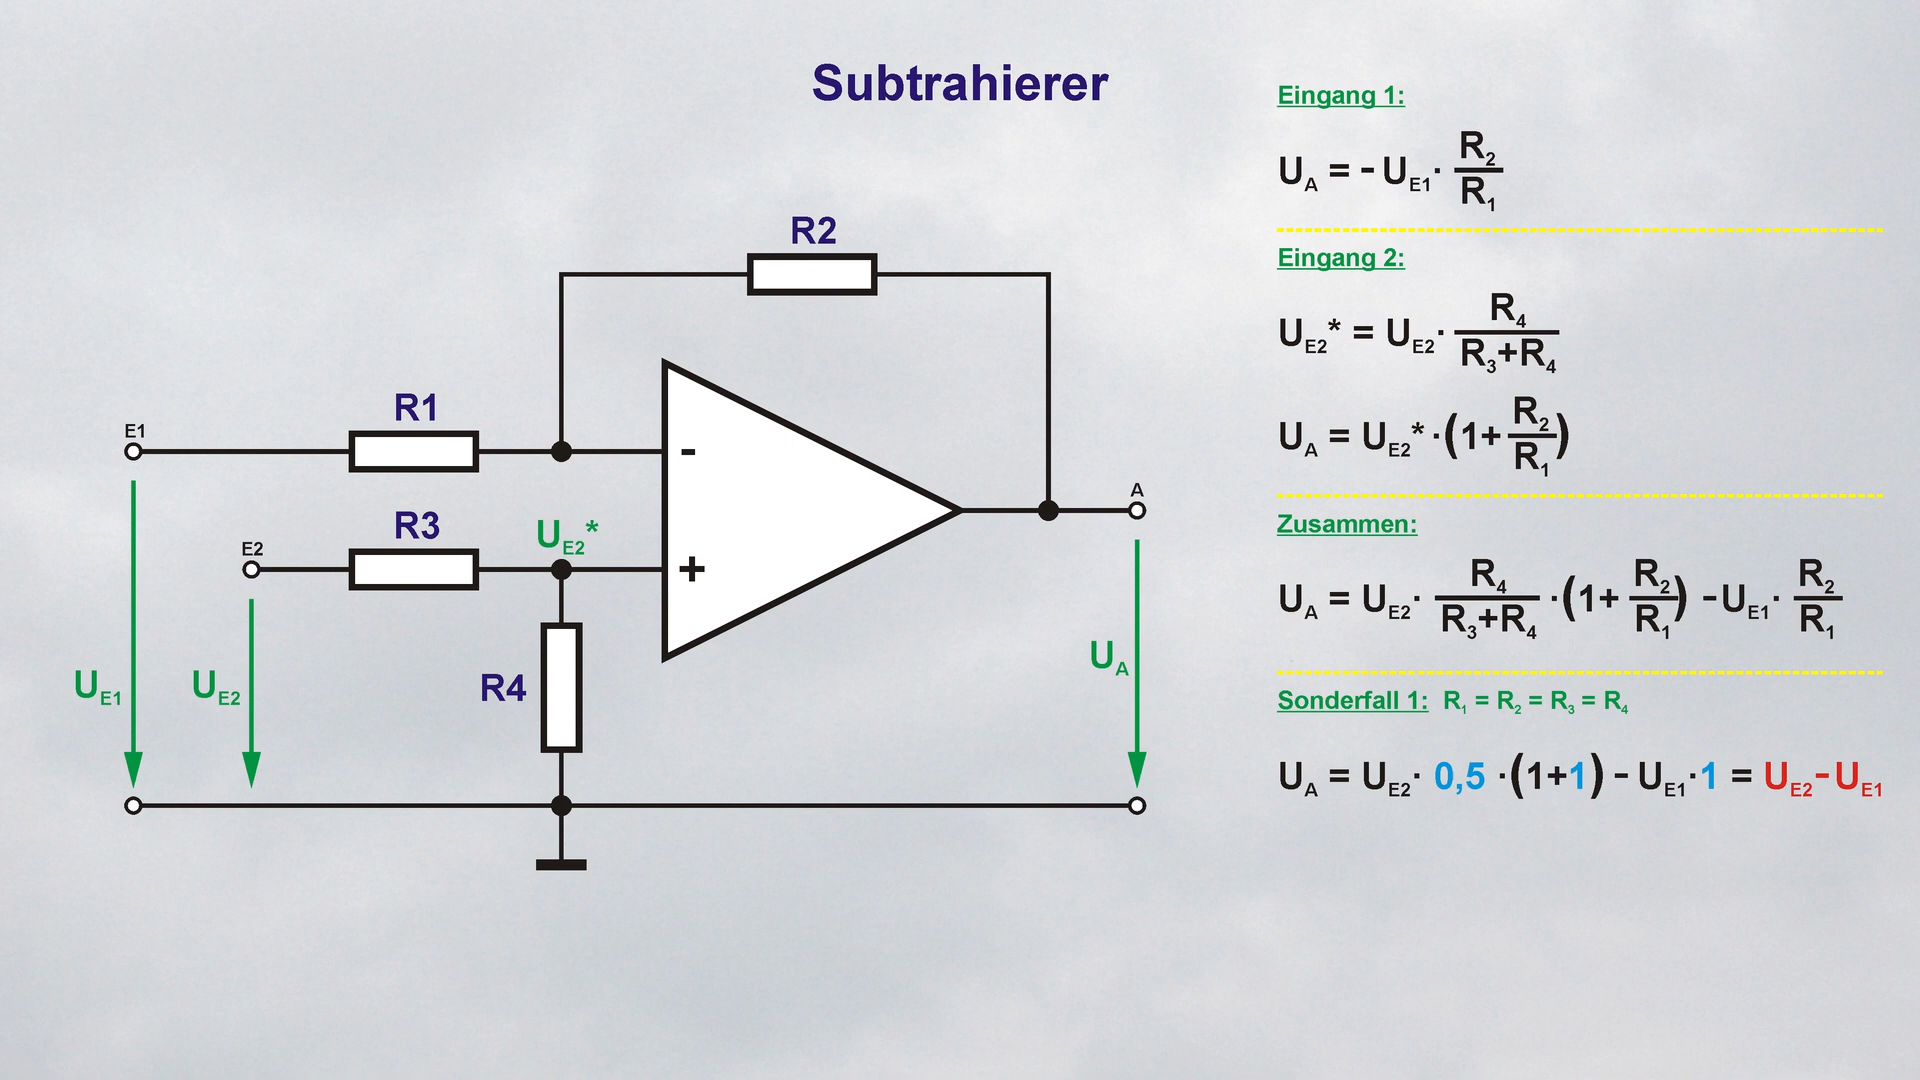 Subtrahierer
R2
R1
E1
-
R3
U_E2*
E2
+
A
R4
U_E1
U_E2
U_A
Eingang 1:
U_A = - U_E1 · R_2 / R_1
Eingang 2:
U_E2* = U_E2 · R_4 / (R_3+R_4)
U_A = U_E2* · (1+ R_2 / R_1)
Zusammen:
U_A = U_E2 · R_4 / (R_3+R_4) · (1+ R_2 / R_1) - U_E1 · R_2 / R_1
Sonderfall 1: R_1 = R_2 = R_3 = R_4
U_A = U_E2 · 0,5 · (1+1) - U_E1 · 1 = U_E2 - U_E1